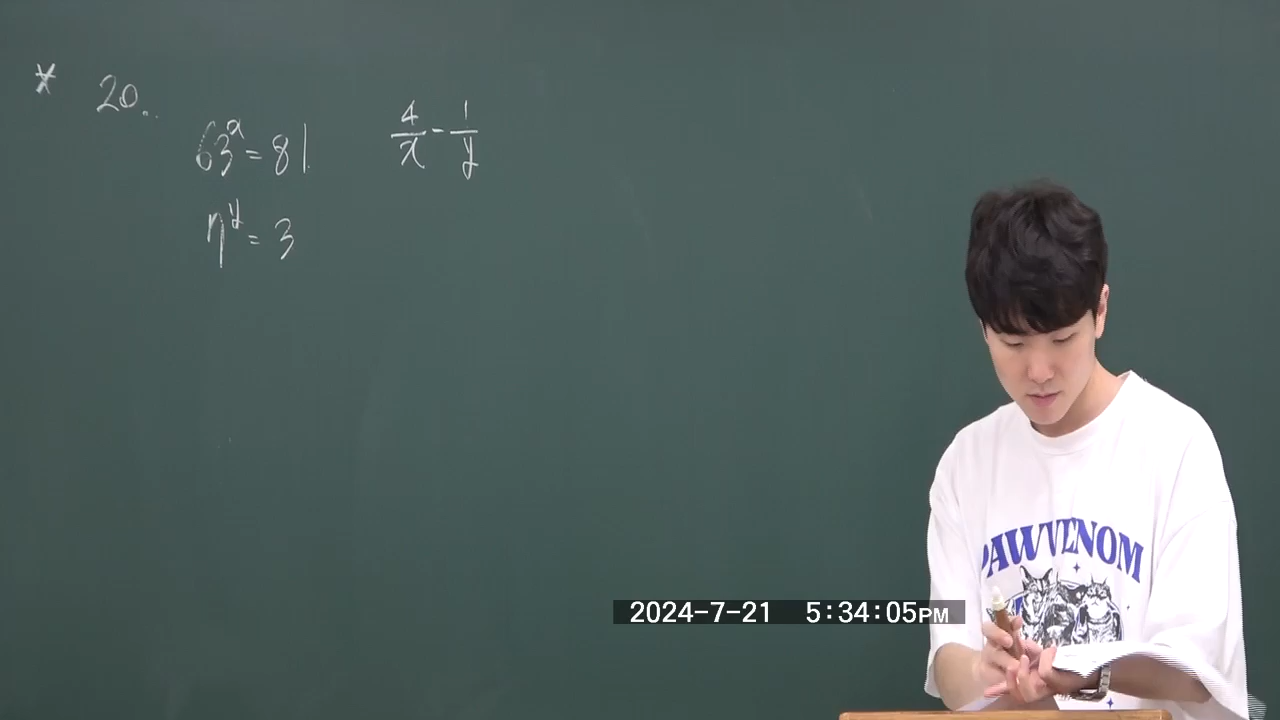 * 20..
63^x = 81.
7^y = 3
4/x - 1/y
PAWVENOM
2024-7-21 5:34:05PM